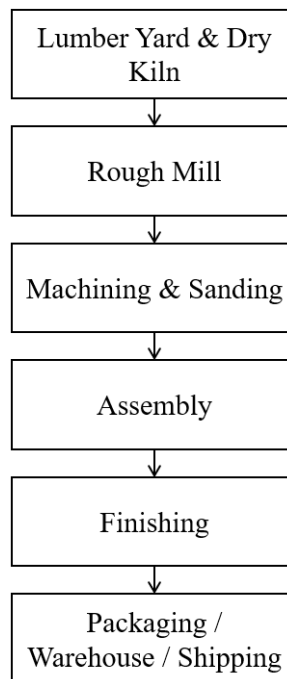 Lumber Yard & Dry
Kiln
Rough Mill
Machining & Sanding
Assembly
Finishing
Packaging /
Warehouse / Shipping